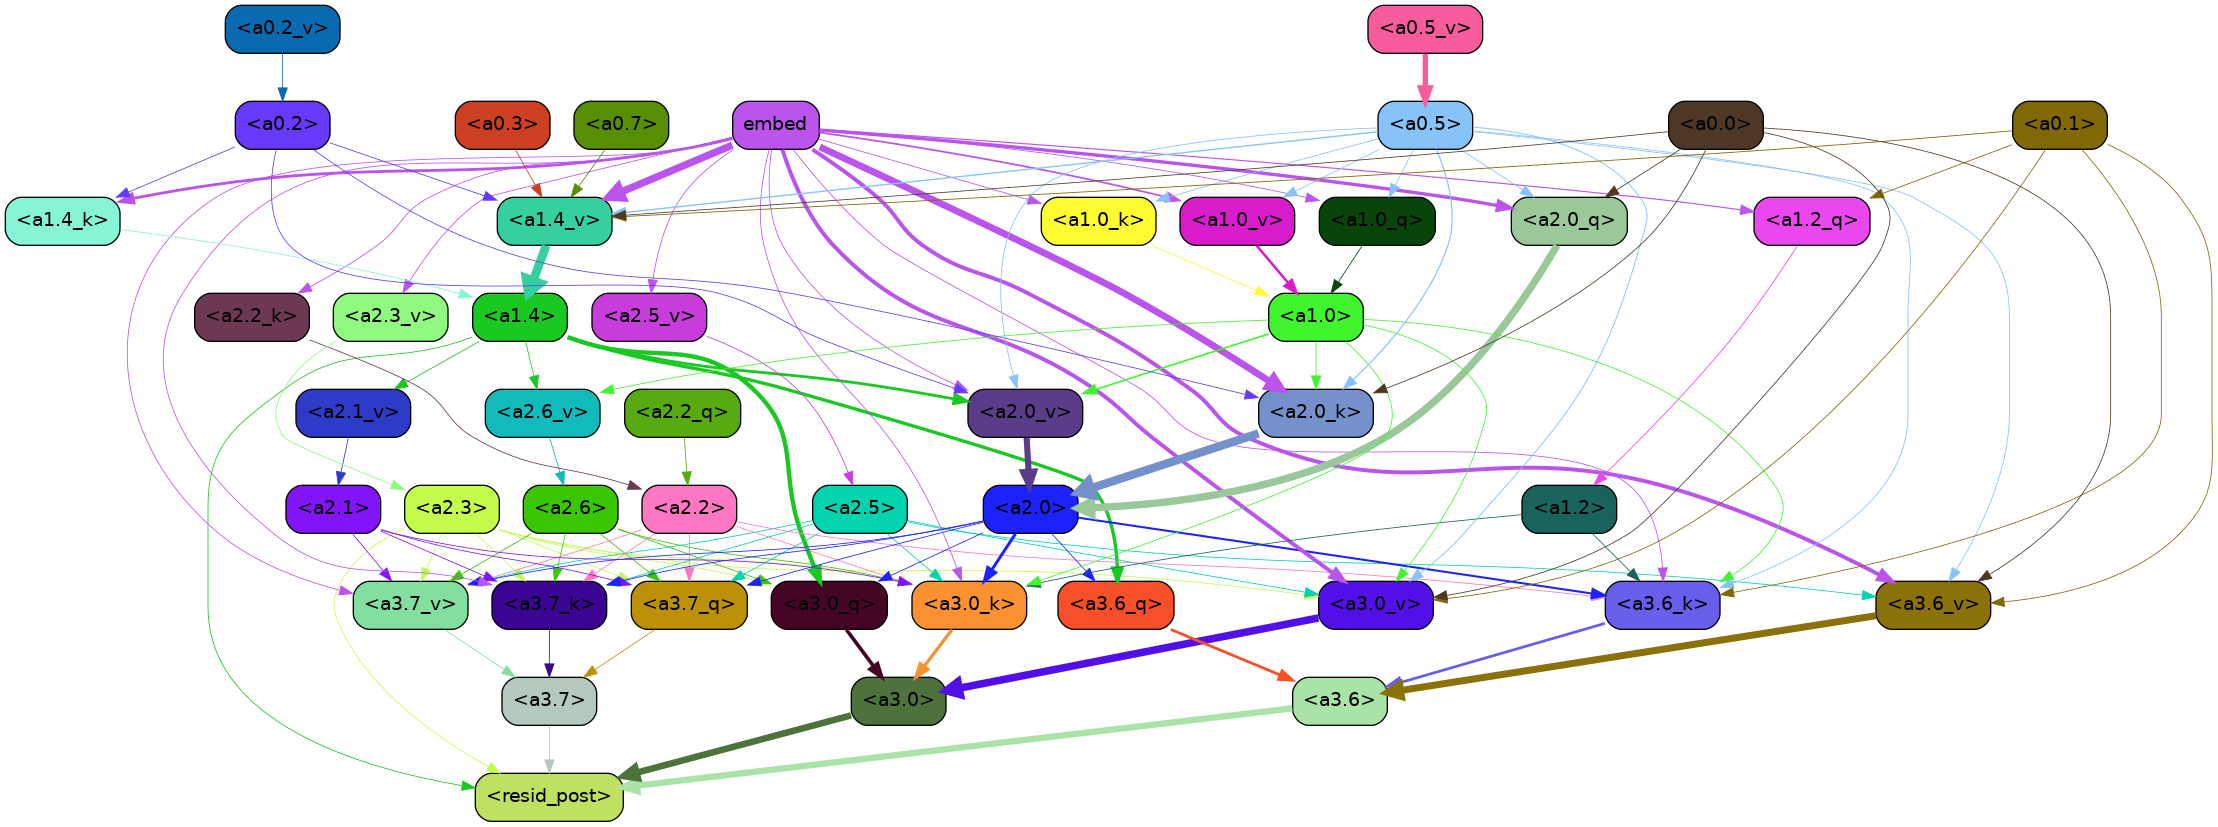 <a0.2_v>
<a0.5_v>
<a0.2>
<a0.3>
<a0.7>
embed
<a0.5>
<a0.0>
<a0.1>
<a1.4_k>
<a1.4_v>
<a1.0_k>
<a1.0_v>
<a1.0_q>
<a2.0_q>
<a1.2_q>
<a2.2_k>
<a2.3_v>
<a1.4>
<a2.5_v>
<a1.0>
<a2.1_v>
<a2.6_v>
<a2.2_q>
<a2.0_v>
<a2.0_k>
<a2.1>
<a2.3>
<a2.6>
<a2.2>
<a2.5>
<a2.0>
<a1.2>
<a3.7_v>
<a3.7_k>
<a3.7_q>
<a3.0_q>
<a3.0_k>
<a3.6_q>
<a3.0_v>
<a3.6_k>
<a3.6_v>
<a3.7>
<a3.0>
<a3.6>
<resid_post>